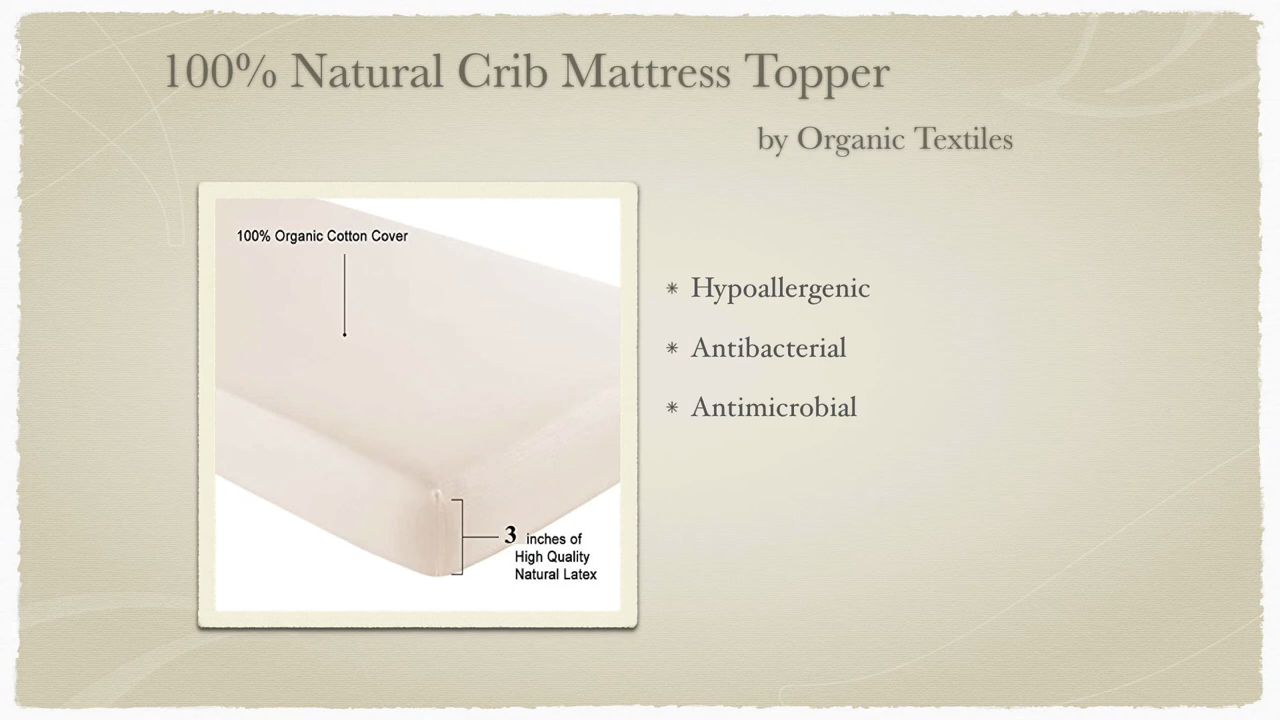 100% Natural Crib Mattress Topper
by Organic Textiles
100% Organic Cotton Cover
3 inches of
High Quality
Natural Latex
* Hypoallergenic
* Antibacterial
* Antimicrobial